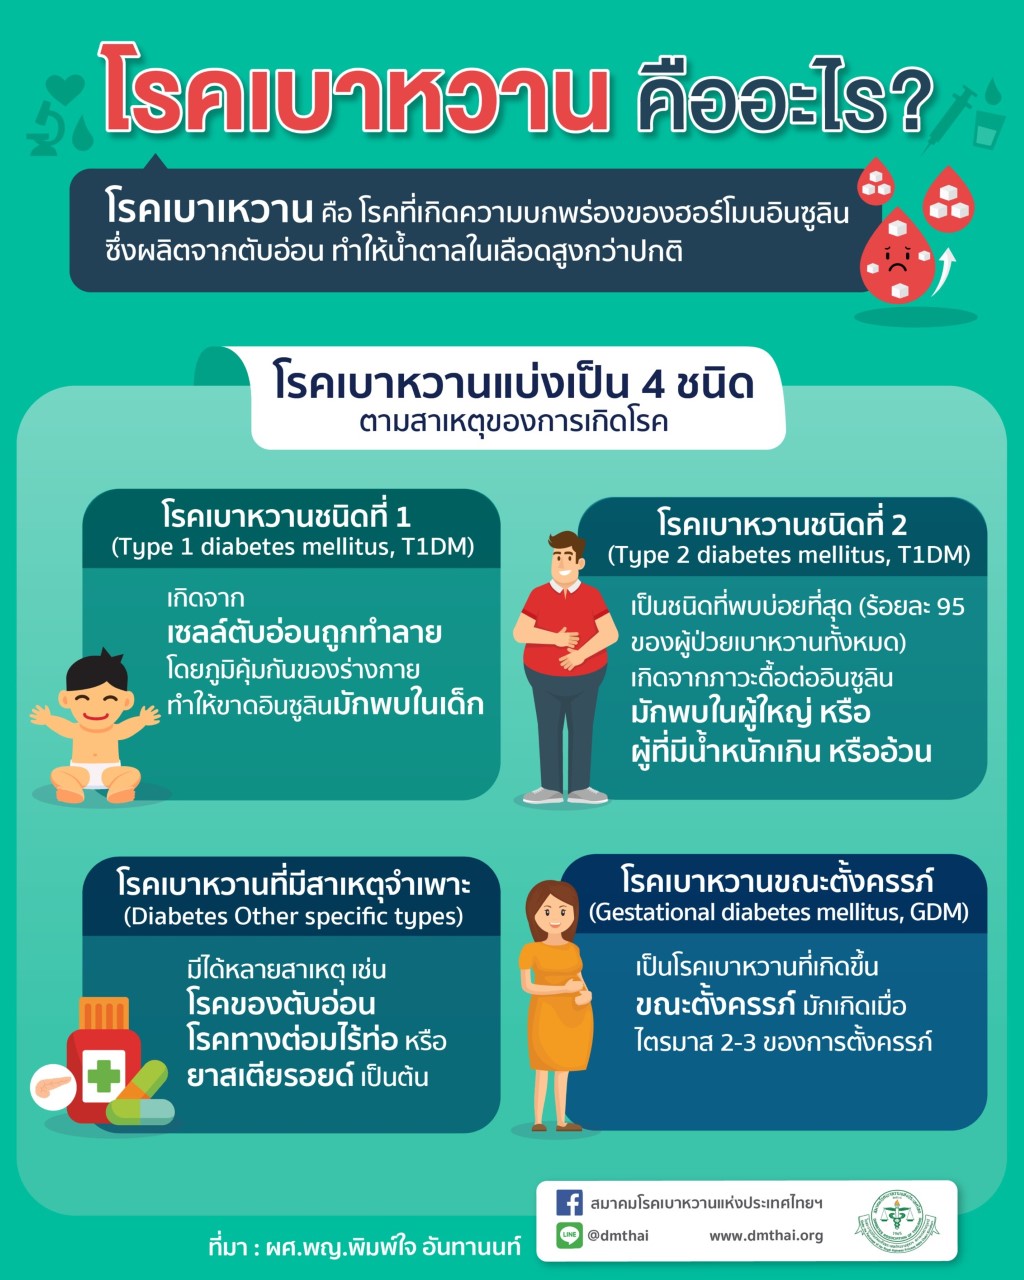 โรคเบาหวาน คืออะไร?
โรคเบาเหวาน คือ โรคที่เกิดความบกพร่องของฮอร์โมนอินซูลิน
ซึ่งผลิตจากตับอ่อน ทำให้น้ำตาลในเลือดสูงกว่าปกติ
โรคเบาหวานแบ่งเป็น 4 ชนิด
ตามสาเหตุของการเกิดโรค
โรคเบาหวานชนิดที่ 1
(Type 1 diabetes mellitus, T1DM)
เกิดจาก
เซลล์ตับอ่อนถูกทำลาย
โดยภูมิคุ้มกันของร่างกาย
ทำให้ขาดอินซูลินมักพบในเด็ก
โรคเบาหวานชนิดที่ 2
(Type 2 diabetes mellitus, T1DM)
เป็นชนิดที่พบบ่อยที่สุด (ร้อยละ 95
ของผู้ป่วยเบาหวานทั้งหมด)
เกิดจากภาวะดื้อต่ออินซูลิน
มักพบในผู้ใหญ่ หรือ
ผู้ที่มีน้ำหนักเกิน หรืออ้วน
โรคเบาหวานที่มีสาเหตุจำเพาะ
(Diabetes Other specific types)
มีได้หลายสาเหตุ เช่น
โรคของตับอ่อน
โรคทางต่อมไร้ท่อ หรือ
ยาสเตียรอยด์ เป็นต้น
โรคเบาหวานขณะตั้งครรภ์
(Gestational diabetes mellitus, GDM)
เป็นโรคเบาหวานที่เกิดขึ้น
ขณะตั้งครรภ์ มักเกิดเมื่อ
ไตรมาส 2-3 ของการตั้งครรภ์
ที่มา : ผศ.พญ.พิมพ์ใจ อันทานนท์
สมาคมโรคเบาหวานแห่งประเทศไทยฯ
LINE @dmthai www.dmthai.org